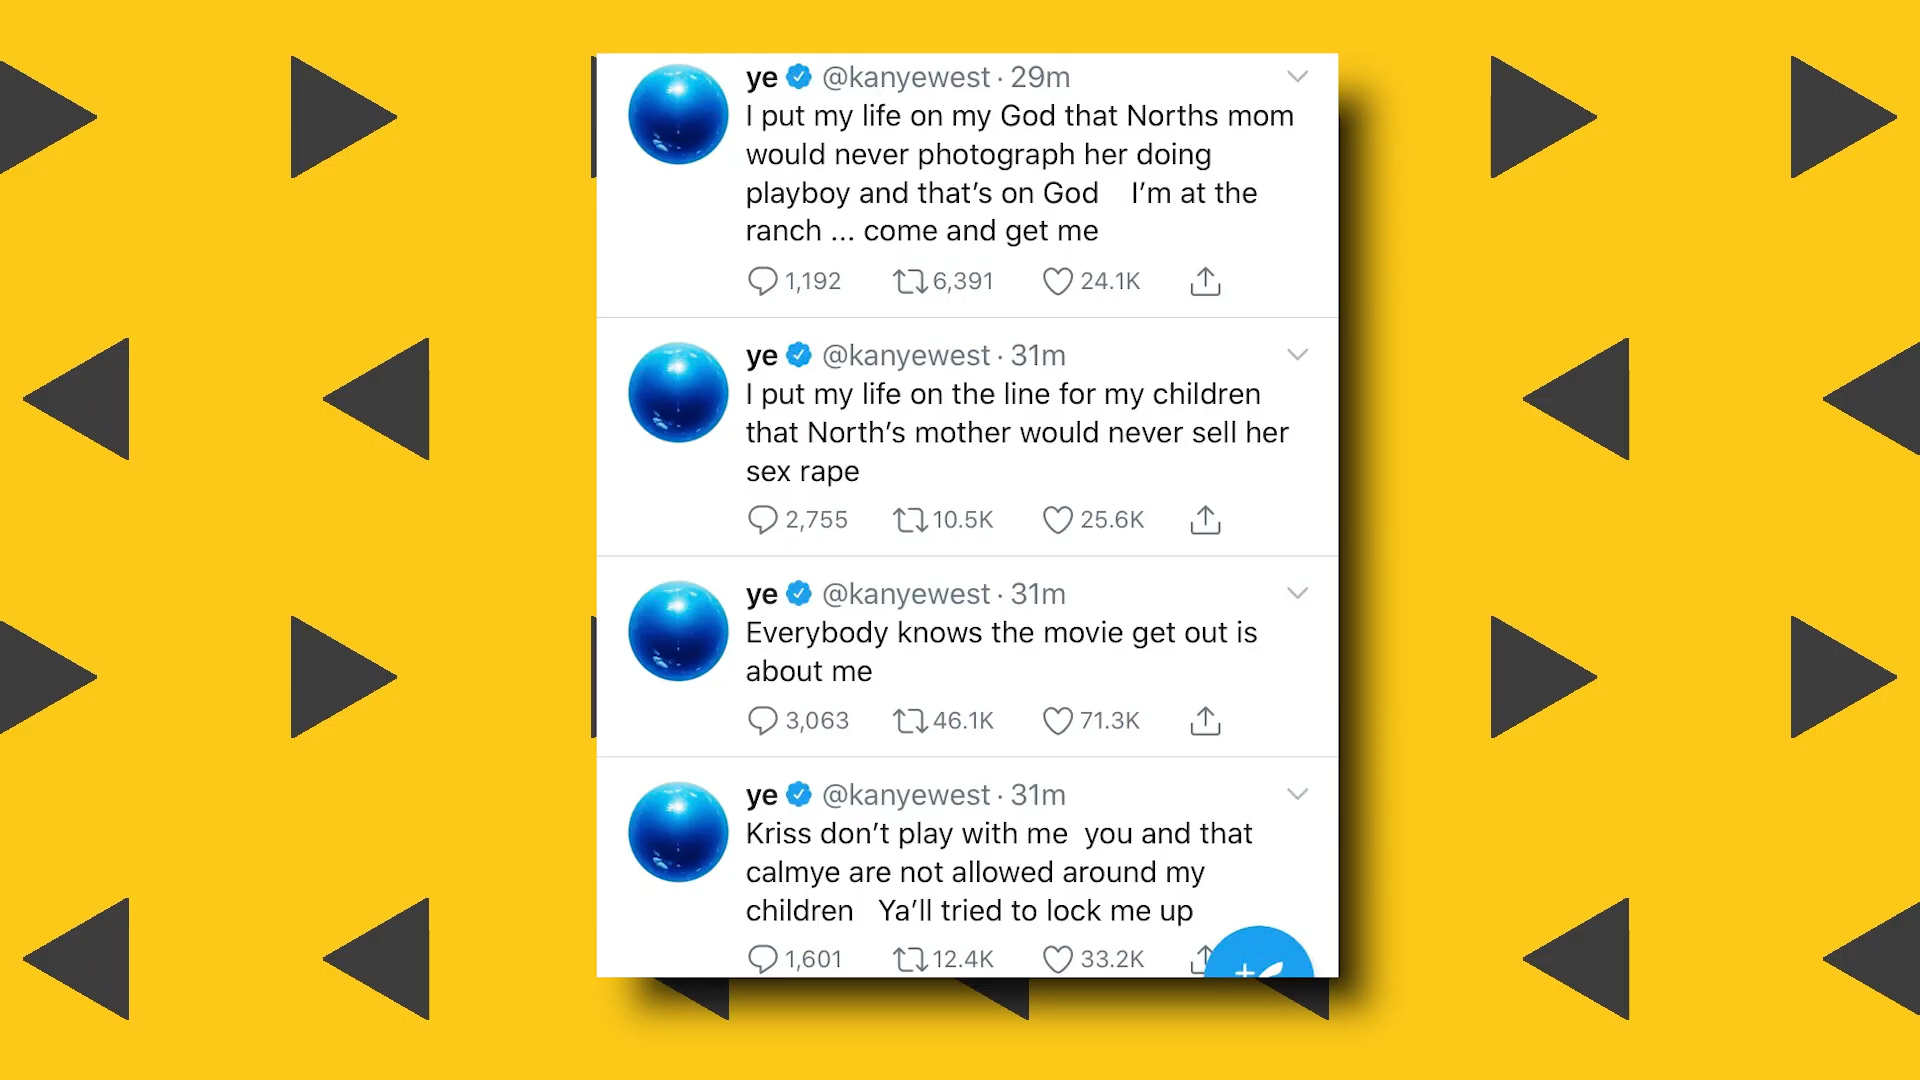 ye @kanyewest · 29m
I put my life on my God that Norths mom
would never photograph her doing
playboy and that’s on God    I’m at the
ranch ... come and get me
1,192 6,391 24.1K
ye @kanyewest · 31m
I put my life on the line for my children
that North’s mother would never sell her
sex rape
2,755 10.5K 25.6K
ye @kanyewest · 31m
Everybody knows the movie get out is
about me
3,063 46.1K 71.3K
ye @kanyewest · 31m
Kriss don’t play with me  you and that
calmye are not allowed around my
children   Ya’ll tried to lock me up
1,601 12.4K 33.2K